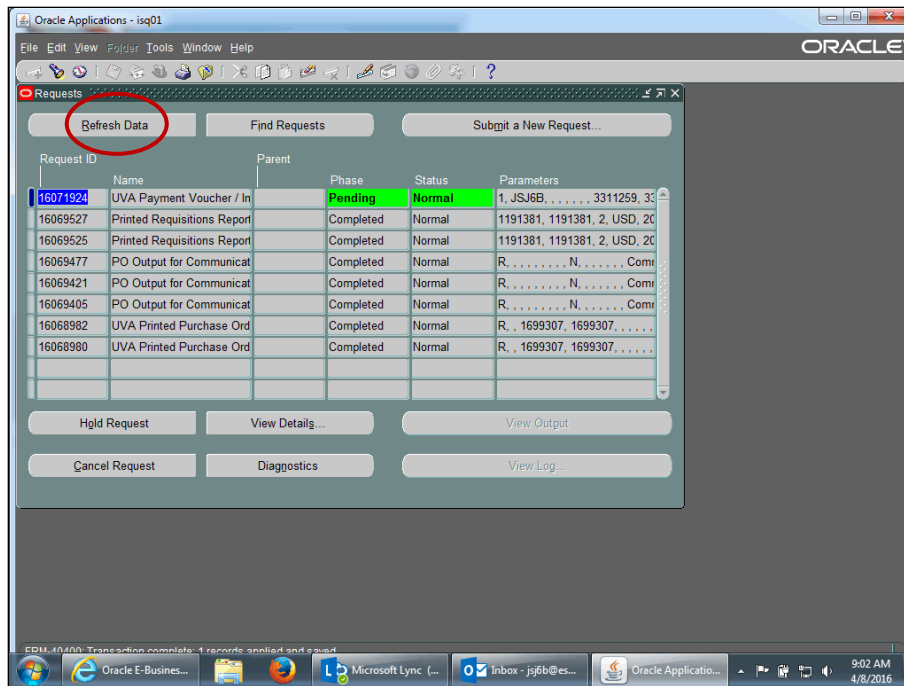 Oracle Applications - isq01
File Edit View Folder Tools Window Help
ORACLE
Requests
Refresh Data Find Requests Submit a New Request...
Request ID Parent
Name Phase Status Parameters
16071924 UVA Payment Voucher / In Pending Normal 1, JSJ6B, , , , , , 3311259, 33
16069527 Printed Requisitions Report Completed Normal 1191381, 1191381, 2, USD, 20
16069525 Printed Requisitions Report Completed Normal 1191381, 1191381, 2, USD, 20
16069477 PO Output for Communicat Completed Normal R, , , , , , , , , N, , , , , , , Com
16069421 PO Output for Communicat Completed Normal R, , , , , , , , , N, , , , , , , Com
16069405 PO Output for Communicat Completed Normal R, , , , , , , , , N, , , , , , , Com
16068982 UVA Printed Purchase Ord Completed Normal R, , 1699307, 1699307, , , , , ,
16068980 UVA Printed Purchase Ord Completed Normal R, , 1699307, 1699307, , , , , ,
Hold Request View Details... View Output
Cancel Request Diagnostics View Log...
FRM-40400: Transaction complete: 1 records applied and saved.
Oracle E-Busines... Microsoft Lync (... Inbox - jsj6b@es... Oracle Applicatio... 9:02 AM
4/8/2016